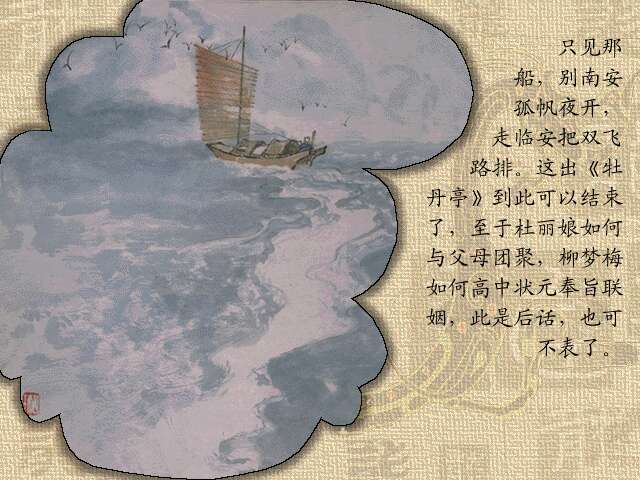 只见那
船，别南安
孤帆夜开，
走临安把双飞
路排。这出《牡
丹亭》到此可以结束
了，至于杜丽娘如何
与父母团聚，柳梦梅
如何高中状元奉旨联
姻，此是后话，也可
不表了。